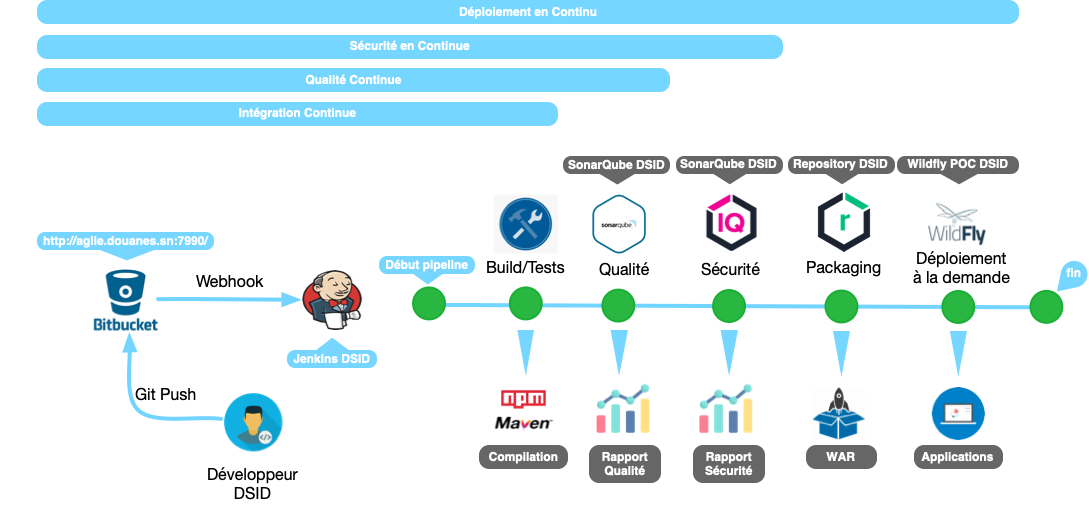 Déploiement en Continu
Sécurité en Continue
Qualité Continue
Intégration Continue
SonarQube DSID
SonarQube DSID
Repository DSID
Wildfly POC DSID
sonarqube
IQ
r
WildFly
http://agile.douanes.sn:7990/
Début pipeline
Build/Tests
Qualité
Sécurité
Packaging
Déploiement
à la demande
fin
Webhook
Bitbucket
Jenkins DSID
Git Push
npm
Maven
Compilation
Rapport
Qualité
Rapport
Sécurité
WAR
Applications
Développeur
DSID